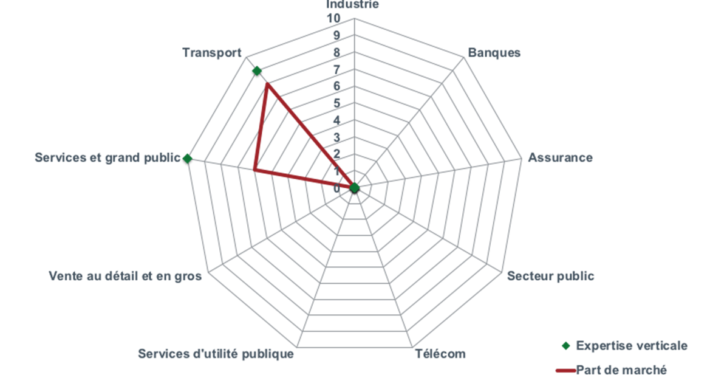 Industrie
10
9
8
7
6
5
4
3
2
1
0
Transport
Banques
Services et grand public
Assurance
Vente au détail et en gros
Secteur public
Services d'utilité publique
Télécom
Expertise verticale
Part de marché